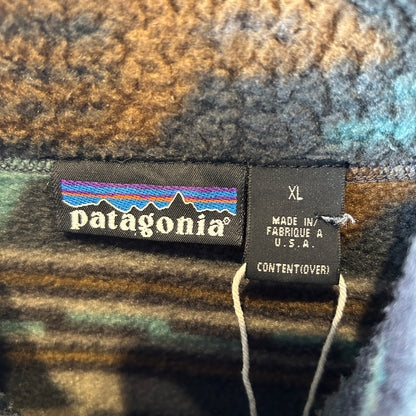 patagonia®
XL
MADE IN/
FABRIQUE A
U.S.A.
CONTENT(OVER)